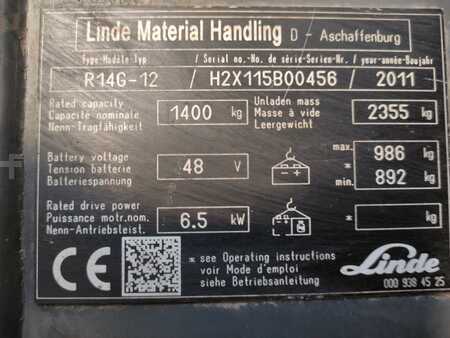 Linde Material Handling D - Aschaffenburg
Type-Modèle Typ / Serial no.-No. de série-Serien-Nr. / year-année-Baujahr
R14G-12 / H2X115B00456 / 2011
Rated capacity
Capacité nominale
Nenn-Tragfähigkeit
1400 kg
Unladen mass
Masse à vide
Leergewicht
2355 kg
Battery voltage
Tension batterie
Batteriespannung
48 V
max. 986 kg
*
min. 892 kg
Rated drive power
Puissance motr.nom.
Nenn-Antriebsleist.
6.5 kW
* kg
* see Operating instructions
voir Mode d'emploi
siehe Betriebsanleitung
CE
Linde
000 938 45 25